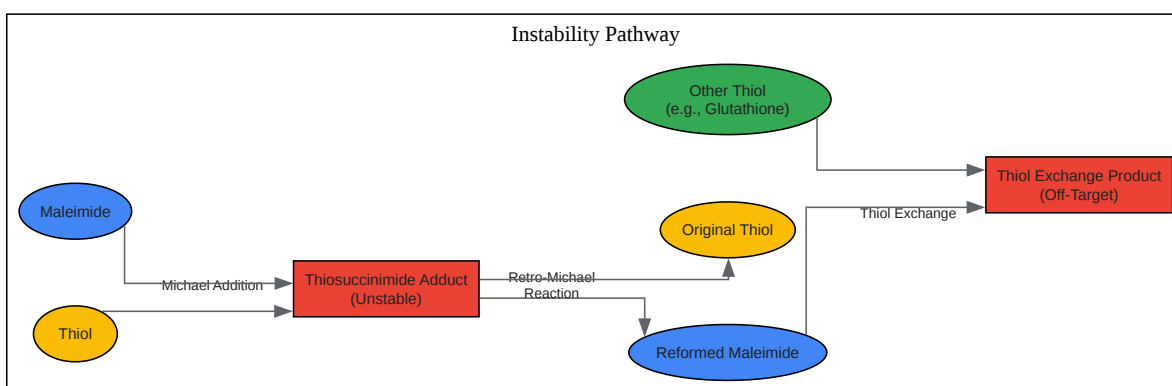 Instability Pathway
Other Thiol
(e.g., Glutathione)
Thiol Exchange Product
(Off-Target)
Maleimide
Thiol Exchange
Original Thiol
Michael Addition
Thiosuccinimide Adduct
(Unstable)
Retro-Michael
Reaction
Thiol
Reformed Maleimide